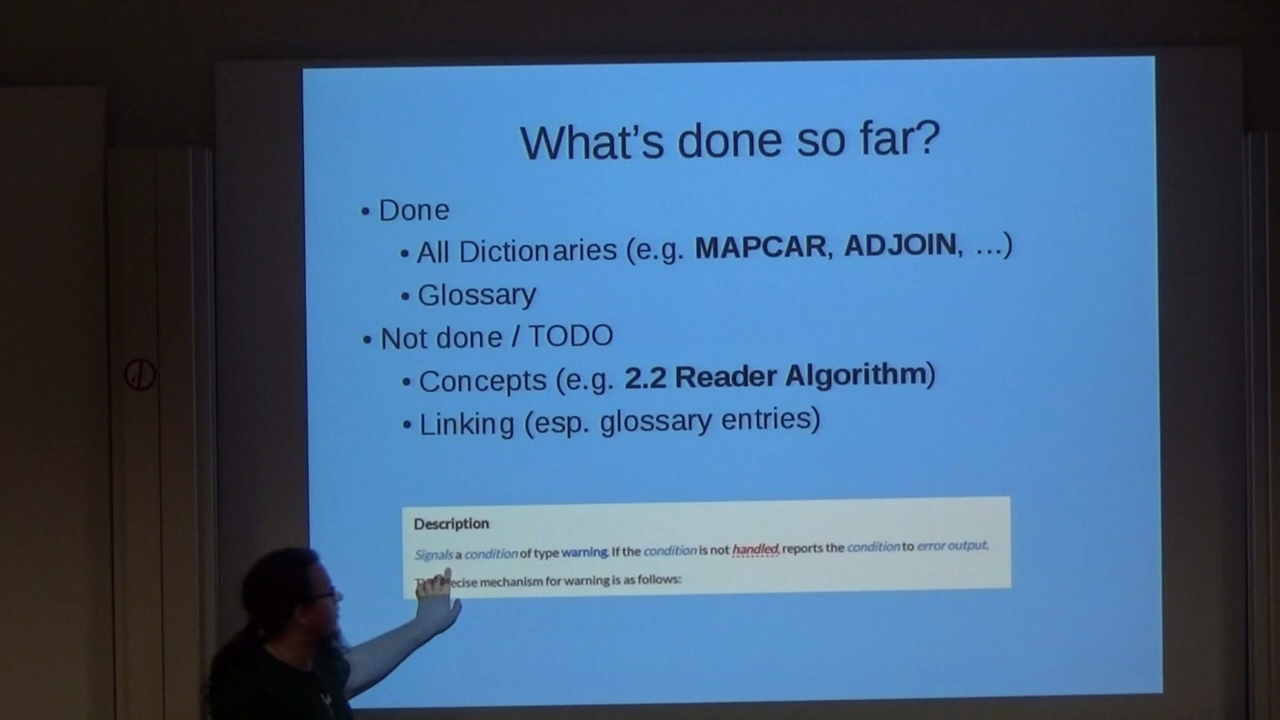 What's done so far?
• Done
• All Dictionaries (e.g. MAPCAR, ADJOIN, …)
• Glossary
• Not done / TODO
• Concepts (e.g. 2.2 Reader Algorithm)
• Linking (esp. glossary entries)
Description
Signals a condition of type warning. If the condition is not handled, reports the condition to error output.
mechanism for warning is as follows: